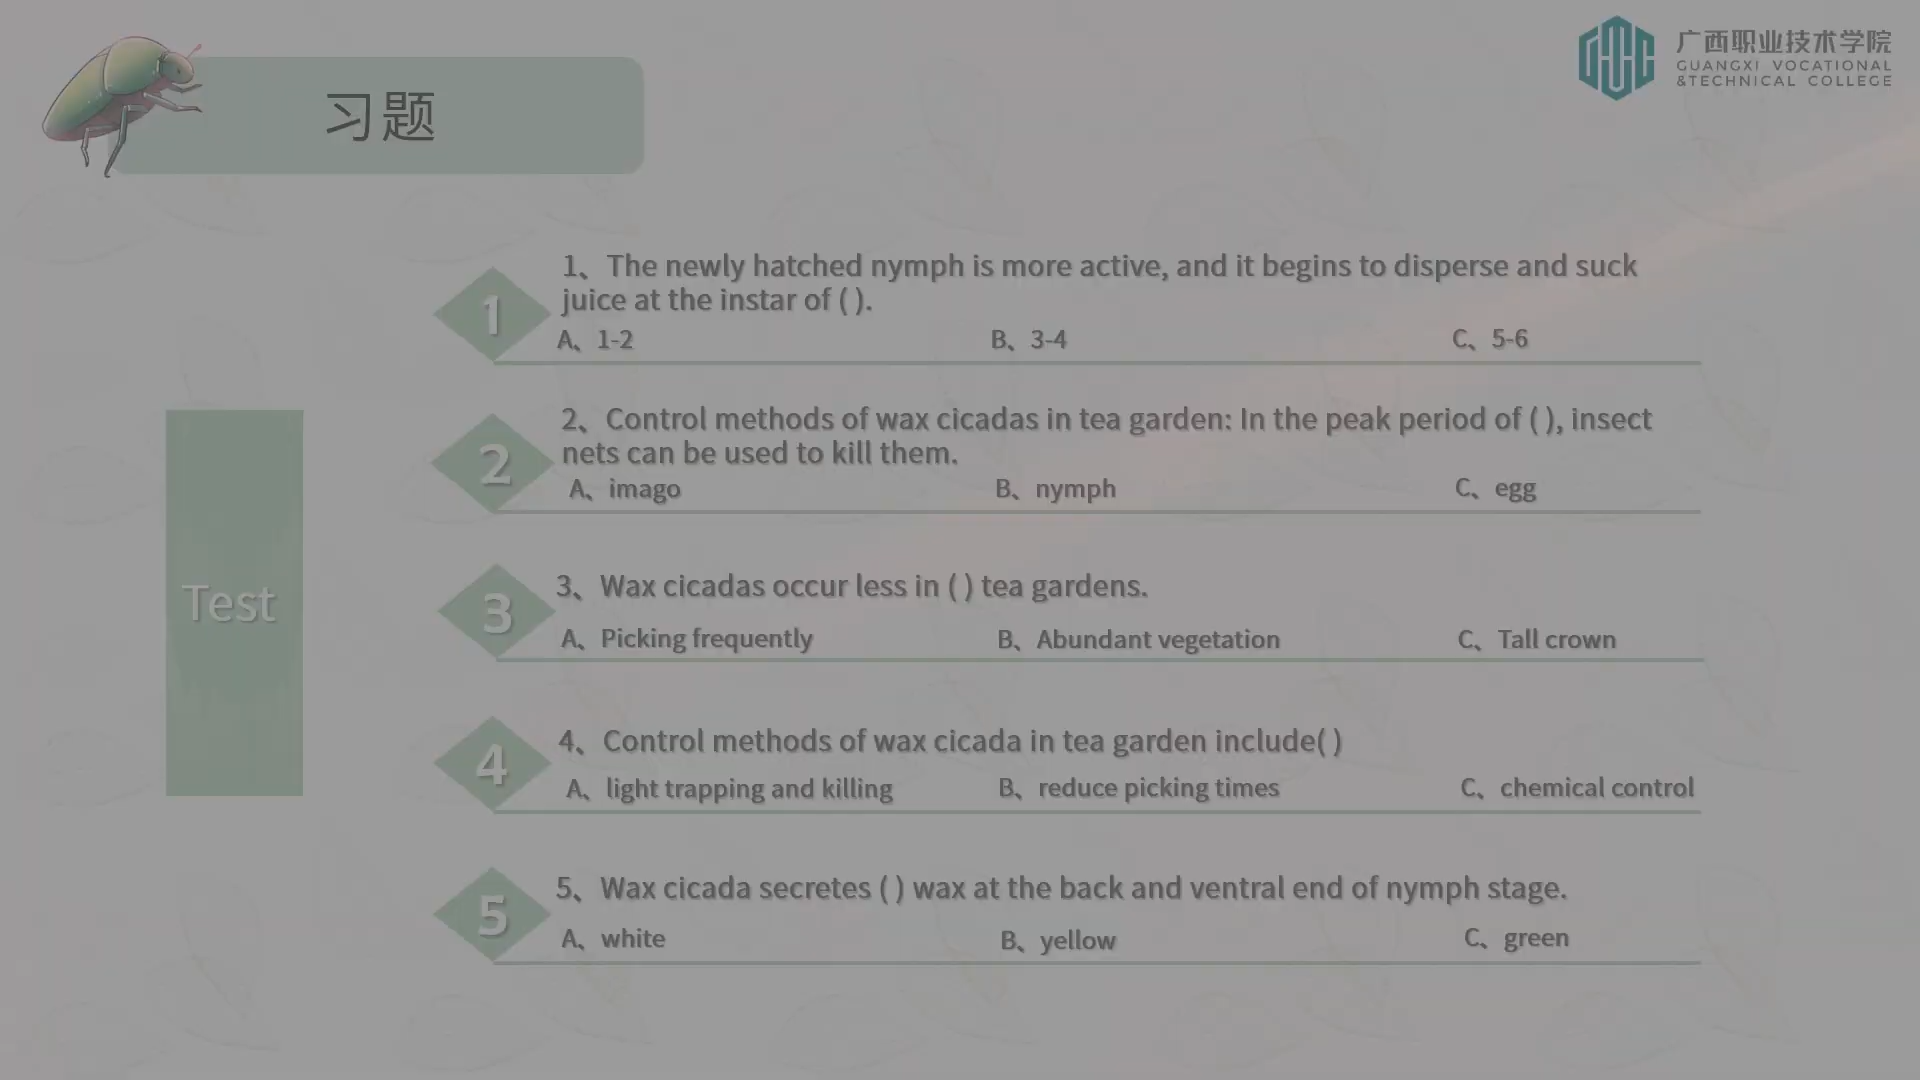 习题
广西职业技术学院
GUANGXI VOCATIONAL
&TECHNICAL COLLEGE
Test
1
1、The newly hatched nymph is more active, and it begins to disperse and suck
juice at the instar of ( ).
A、1-2 B、3-4 C、5-6
2
2、Control methods of wax cicadas in tea garden: In the peak period of ( ), insect
nets can be used to kill them.
A、imago B、nymph C、egg
3
3、Wax cicadas occur less in ( ) tea gardens.
A、Picking frequently B、Abundant vegetation C、Tall crown
4
4、Control methods of wax cicada in tea garden include( )
A、light trapping and killing B、reduce picking times C、chemical control
5
5、Wax cicada secretes ( ) wax at the back and ventral end of nymph stage.
A、white B、yellow C、green